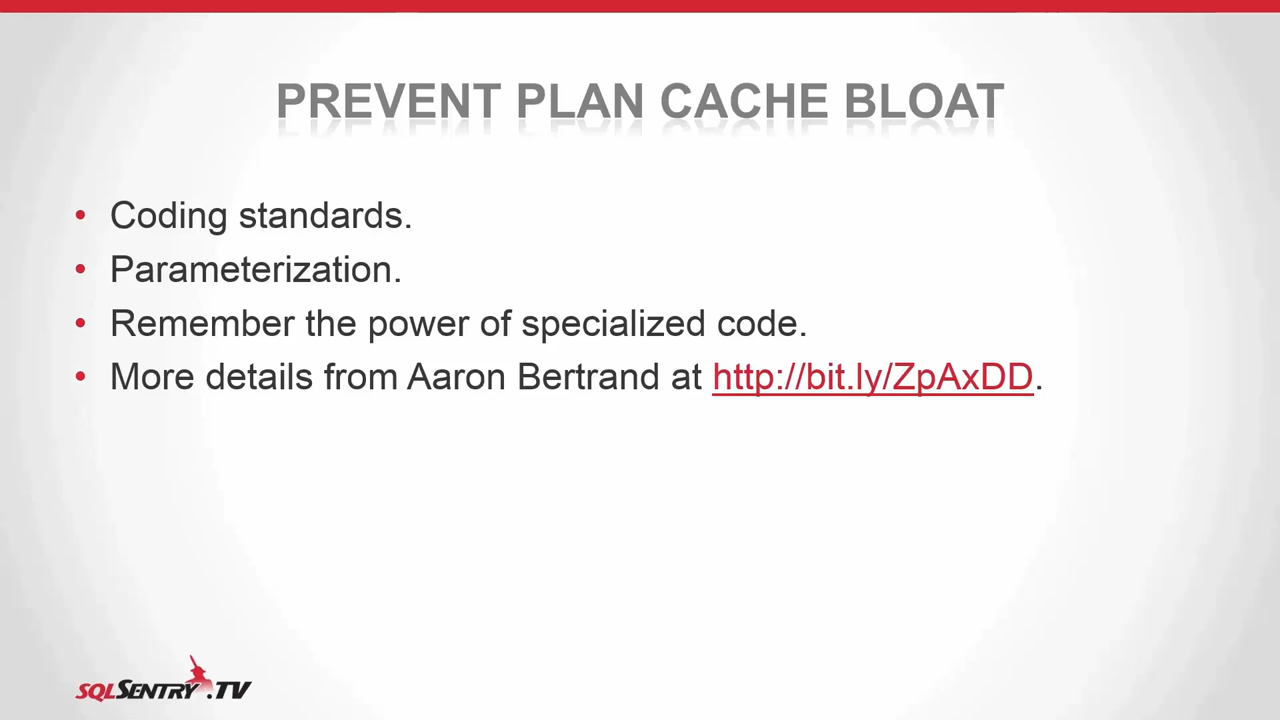 PREVENT PLAN CACHE BLOAT
• Coding standards.
• Parameterization.
• Remember the power of specialized code.
• More details from Aaron Bertrand at http://bit.ly/ZpAxDD.
SQLSENTRY.TV